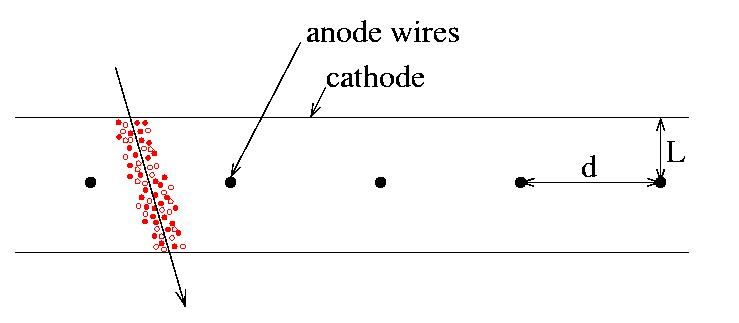 anode wires
cathode
L
d